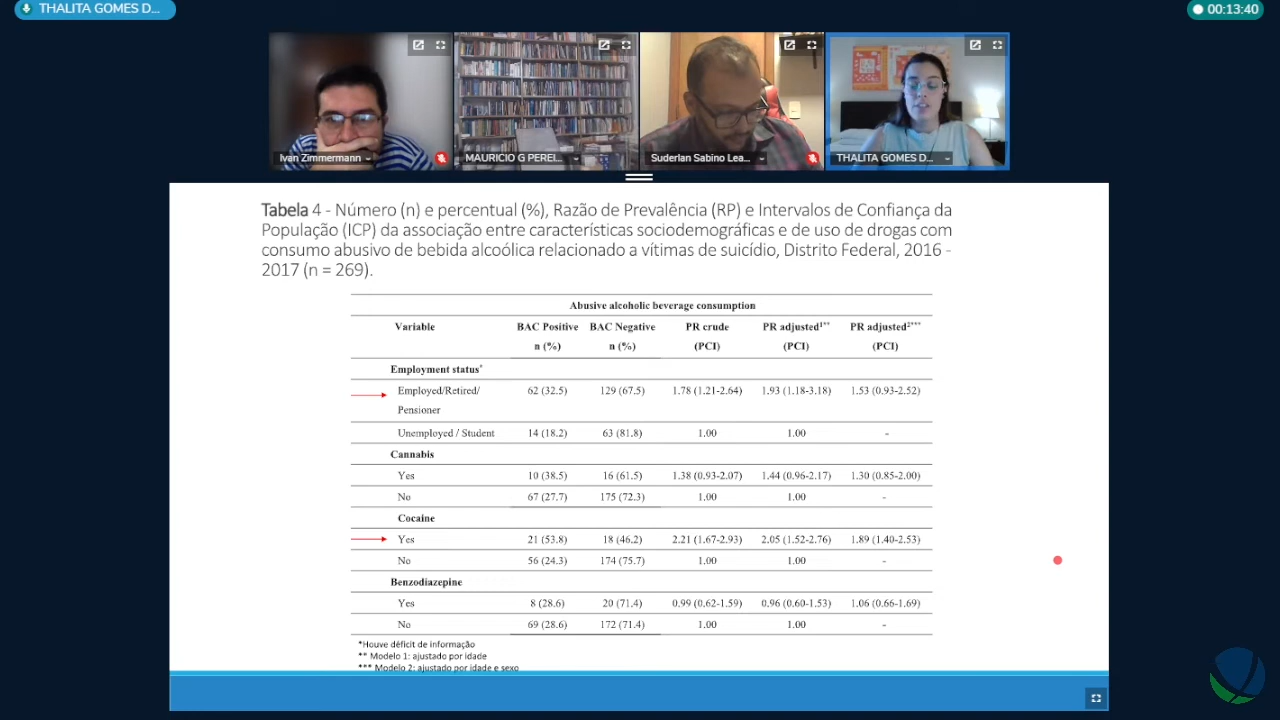 THALITA GOMES D...
00:13:40
Ivan Zimmermann
MAURICIO G PEREI...
Suderlan Sabino Lea...
THALITA GOMES D...
Tabela 4 - Número (n) e percentual (%), Razão de Prevalência (RP) e Intervalos de Confiança da
População (ICP) da associação entre características sociodemográficas e de uso de drogas com
consumo abusivo de bebida alcoólica relacionado a vítimas de suicídio, Distrito Federal, 2016 -
2017 (n = 269).
Abusive alcoholic beverage consumption
Variable BAC Positive BAC Negative PR crude PR adjusted1** PR adjusted2***
n (%) n (%) (PCI) (PCI) (PCI)
Employment status*
Employed/Retired/ 62 (32.5) 129 (67.5) 1.78 (1.21-2.64) 1.93 (1.18-3.18) 1.53 (0.93-2.52)
Pensioner
Unemployed / Student 14 (18.2) 63 (81.8) 1.00 1.00 -
Cannabis
Yes 10 (38.5) 16 (61.5) 1.38 (0.93-2.07) 1.44 (0.96-2.17) 1.30 (0.85-2.00)
No 67 (27.7) 175 (72.3) 1.00 1.00 -
Cocaine
Yes 21 (53.8) 18 (46.2) 2.21 (1.67-2.93) 2.05 (1.52-2.76) 1.89 (1.40-2.53)
No 56 (24.3) 174 (75.7) 1.00 1.00 -
Benzodiazepine
Yes 8 (28.6) 20 (71.4) 0.99 (0.62-1.59) 0.96 (0.60-1.53) 1.06 (0.66-1.69)
No 69 (28.6) 172 (71.4) 1.00 1.00 -
*Houve déficit de informação
** Modelo 1: ajustado por idade
*** Modelo 2: ajustado por idade e sexo